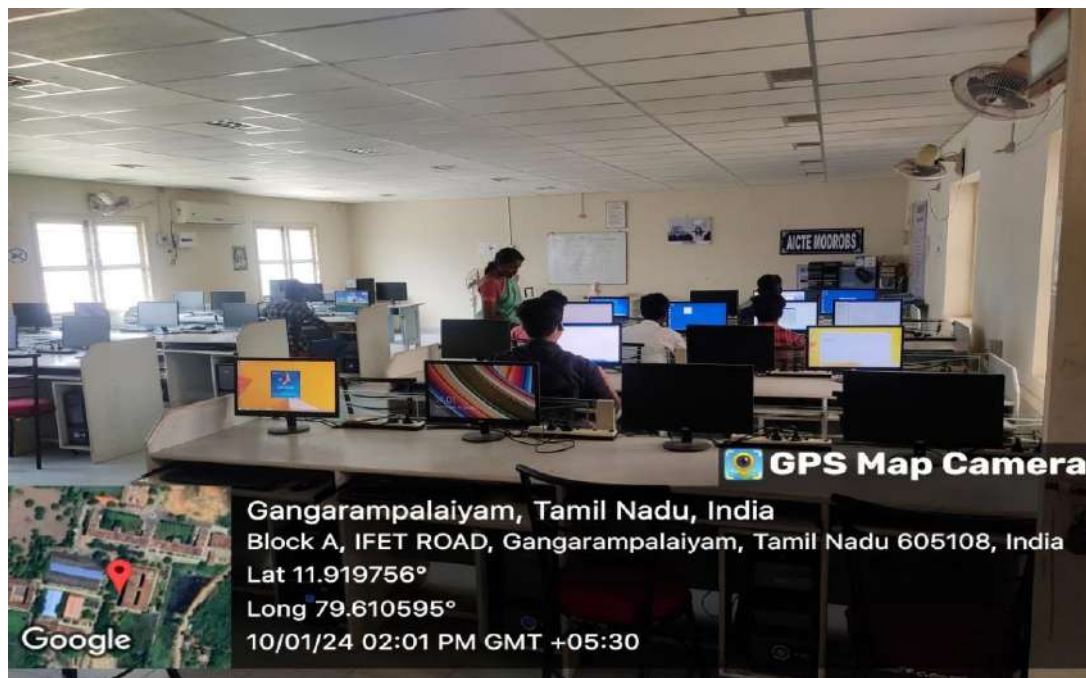 AICTE MODROBS
GPS Map Camera
Gangarampalaiyam, Tamil Nadu, India
Block A, IFET ROAD, Gangarampalaiyam, Tamil Nadu 605108, India
Lat 11.919756°
Long 79.610595°
10/01/24 02:01 PM GMT +05:30
Google